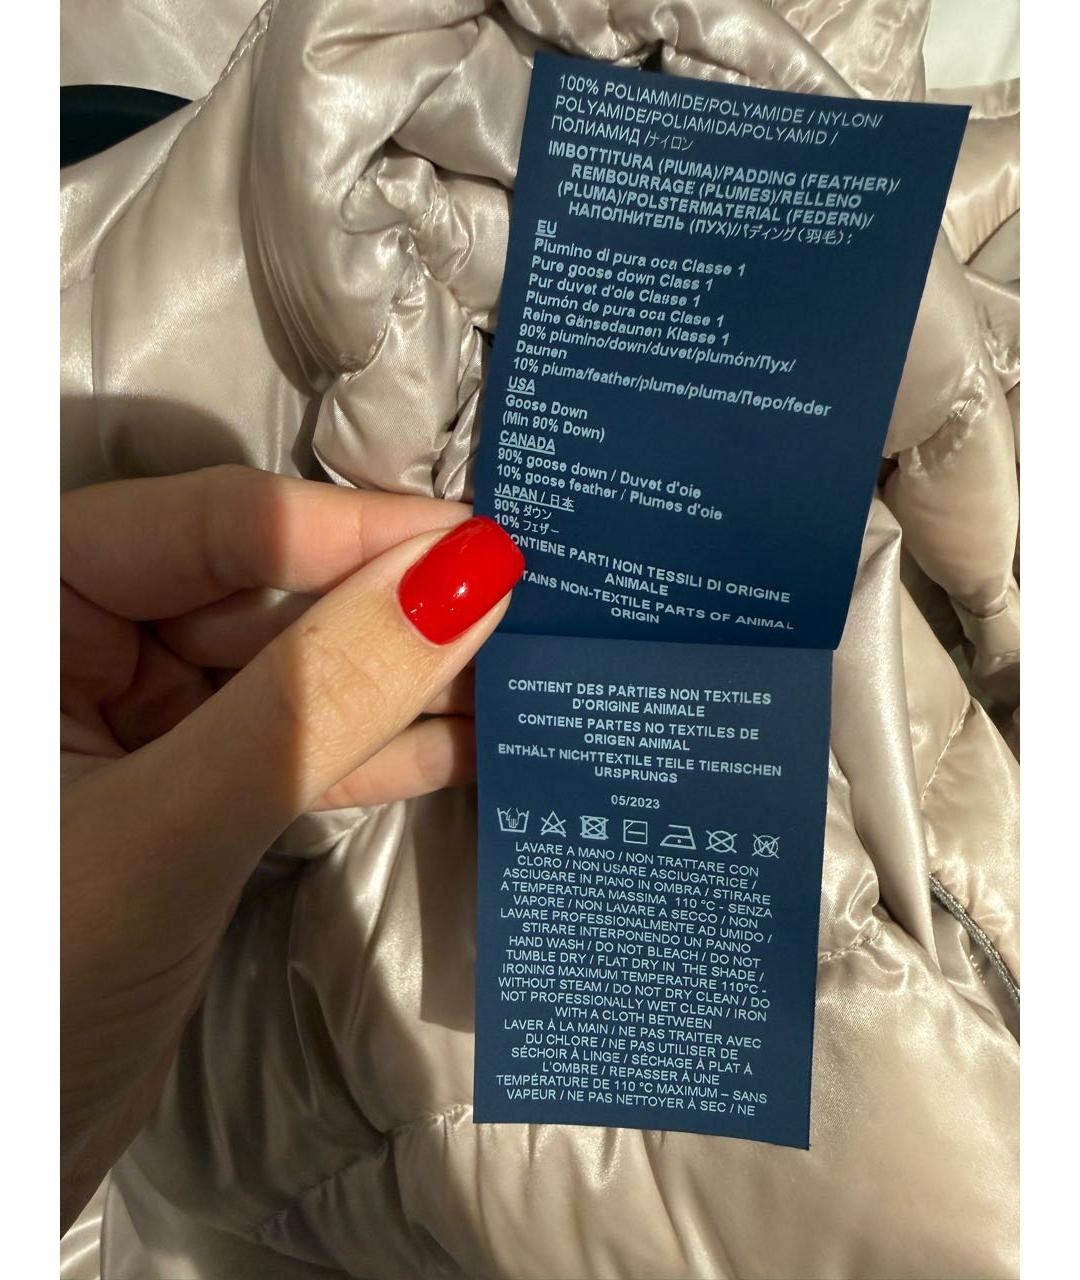 100% POLIAMMIDE/POLYAMIDE / NYLON/
POLYAMIDE/POLIAMIDA/POLYAMID /
ПОЛИАМИД /ナイロン
IMBOTTITURA (PIUMA)/PADDING (FEATHER)/
REMBOURRAGE (PLUMES)/RELLENO
(PLUMA)/POLSTERMATERIAL (FEDERN)/
НАПОЛНИТЕЛЬ (ПУХ)/パディング(羽毛):
EU
Piumino di pura oca Classe 1
Pure goose down Class 1
Pur duvet d'oie Classe 1
Plumón de pura oca Clase 1
Reine Gänsedaunen Klasse 1
90% piumino/down/duvet/plumón/Пух/
Daunen
10% piuma/feather/plume/pluma/Перо/feder
USA
Goose Down
(Min 90% Down)
CANADA
90% goose down / Duvet d'oie
10% goose feather / Plumes d'oie
JAPAN / 日本
90% ダウン
10% フェザー
ONTIENE PARTI NON TESSILI DI ORIGINE
ANIMALE
TAINS NON-TEXTILE PARTS OF ANIMAL
ORIGIN
CONTIENT DES PARTIES NON TEXTILES
D'ORIGINE ANIMALE
CONTIENE PARTES NO TEXTILES DE
ORIGEN ANIMAL
ENTHÄLT NICHTTEXTILE TEILE TIERISCHEN
URSPRUNGS
05/2023
LAVARE A MANO / NON TRATTARE CON
CLORO / NON USARE ASCIUGATRICE /
ASCIUGARE IN PIANO IN OMBRA / STIRARE
A TEMPERATURA MASSIMA 110 °C - SENZA
VAPORE / NON LAVARE A SECCO / NON
LAVARE PROFESSIONALMENTE AD UMIDO /
STIRARE INTERPONENDO UN PANNO
HAND WASH / DO NOT BLEACH / DO NOT
TUMBLE DRY / FLAT DRY IN THE SHADE /
IRONING MAXIMUM TEMPERATURE 110°C -
WITHOUT STEAM / DO NOT DRY CLEAN / DO
NOT PROFESSIONALLY WET CLEAN / IRON
WITH A CLOTH BETWEEN
LAVER À LA MAIN / NE PAS TRAITER AVEC
DU CHLORE / NE PAS UTILISER DE
SÉCHOIR À LINGE / SÉCHAGE À PLAT À
L'OMBRE / REPASSER À UNE
TEMPÉRATURE DE 110 °C MAXIMUM – SANS
VAPEUR / NE PAS NETTOYER À SEC / NE